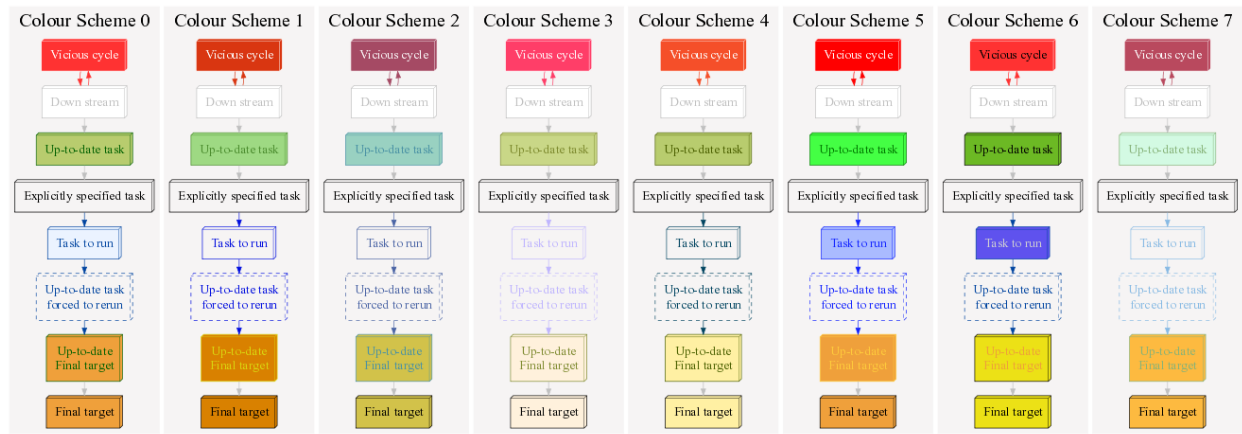 Colour Scheme 0
Vicious cycle
Down stream
Up-to-date task
Explicitly specified task
Task to run
Up-to-date task
forced to rerun
Up-to-date
Final target
Final target
Colour Scheme 1
Vicious cycle
Down stream
Up-to-date task
Explicitly specified task
Task to run
Up-to-date task
forced to rerun
Up-to-date
Final target
Final target
Colour Scheme 2
Vicious cycle
Down stream
Up-to-date task
Explicitly specified task
Task to run
Up-to-date task
forced to rerun
Up-to-date
Final target
Final target
Colour Scheme 3
Vicious cycle
Down stream
Up-to-date task
Explicitly specified task
Task to run
Up-to-date task
forced to rerun
Up-to-date
Final target
Final target
Colour Scheme 4
Vicious cycle
Down stream
Up-to-date task
Explicitly specified task
Task to run
Up-to-date task
forced to rerun
Up-to-date
Final target
Final target
Colour Scheme 5
Vicious cycle
Down stream
Up-to-date task
Explicitly specified task
Task to run
Up-to-date task
forced to rerun
Up-to-date
Final target
Final target
Colour Scheme 6
Vicious cycle
Down stream
Up-to-date task
Explicitly specified task
Task to run
Up-to-date task
forced to rerun
Up-to-date
Final target
Final target
Colour Scheme 7
Vicious cycle
Down stream
Up-to-date task
Explicitly specified task
Task to run
Up-to-date task
forced to rerun
Up-to-date
Final target
Final target